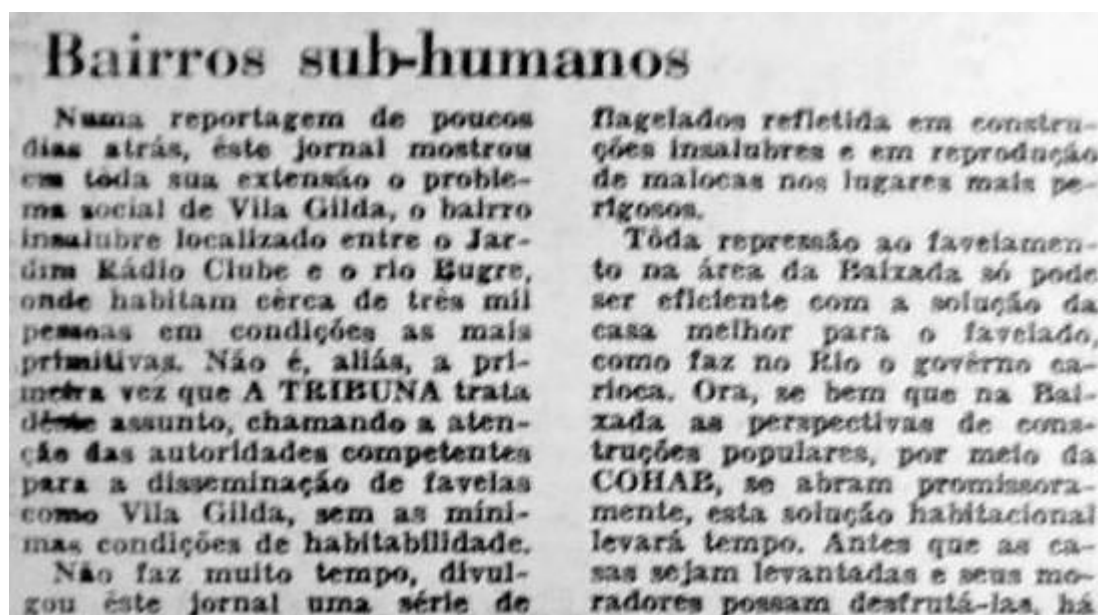 Bairros sub-humanos
Numa reportagem de poucos
dias atrás, êste jornal mostrou
em tôda sua extensão o proble-
ma social de Vila Gilda, o bairro
insalubre localizado entre o Jar-
dim Rádio Clube e o rio Bugre,
onde habitam cêrca de três mil
pessoas em condições as mais
primitivas. Não é, aliás, a pri-
meira vez que A TRIBUNA trata
dêste assunto, chamando a aten-
ção das autoridades competentes
para a disseminação de favelas
como Vila Gilda, sem as míni-
mas condições de habitabilidade.
Não faz muito tempo, divul-
gou êste jornal uma série de
flagelados refletida em constru-
ções insalubres e em reprodução
de malocas nos lugares mais pe-
rigosos.
Tôda repressão ao favelamen-
to na área da Baixada só pode
ser eficiente com a solução da
casa melhor para o favelado,
como faz no Rio o govêrno ca-
rioca. Ora, se bem que na Bai-
xada as perspectivas de cons-
truções populares, por meio da
COHAB, se abram promissora-
mente, esta solução habitacional
levará tempo. Antes que as ca-
sas sejam levantadas e seus mo-
radores possam desfrutá-las, há